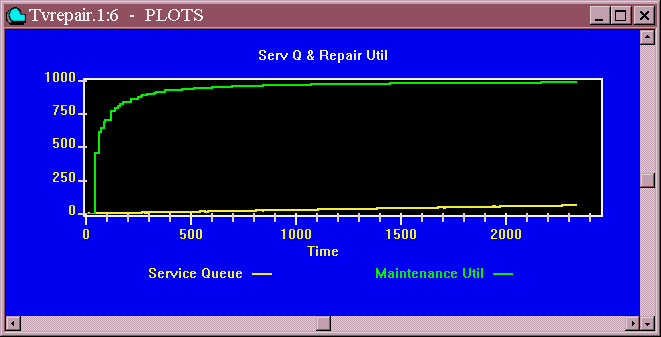 Tvrepair.1:6 - PLOTS
Serv Q & Repair Util
1000
750
500
250
0
0 500 1000 1500 2000
Time
Service Queue Maintenance Util